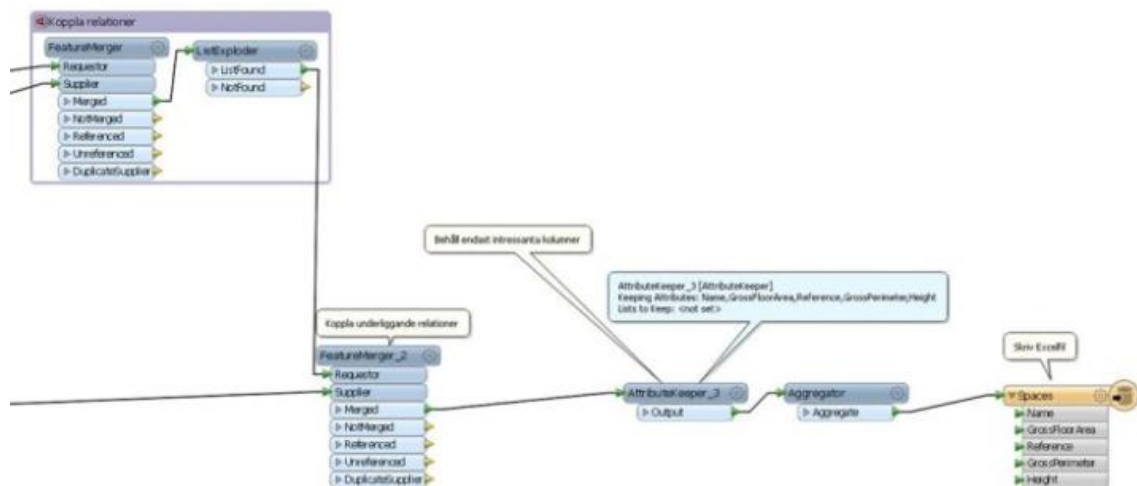 Koppla relationer
FeatureMerger
Requestor
Supplier
Merged
NotMerged
Referenced
Unreferenced
DuplicateSupplier
ListExploder
ListFound
NotFound
Behåll endast intressanta kolumner
AttributeKeeper_3 [AttributeKeeper]
Keeping Attributes: Name,GrossFloorArea,Reference,GrossPerimeter,Height
Lists to Keep: <not set>
Koppla underliggande relationer
FeatureMerger_2
Requestor
Supplier
Merged
NotMerged
Referenced
Unreferenced
DuplicateSupplier
AttributeKeeper_3
Output
Aggregator
Aggregate
Skriv Excelfil
Spaces
Name
GrossFloorArea
Reference
GrossPerimeter
Height